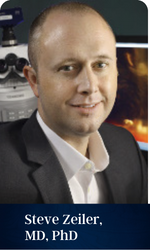 Steve Zeiler,
MD, PhD